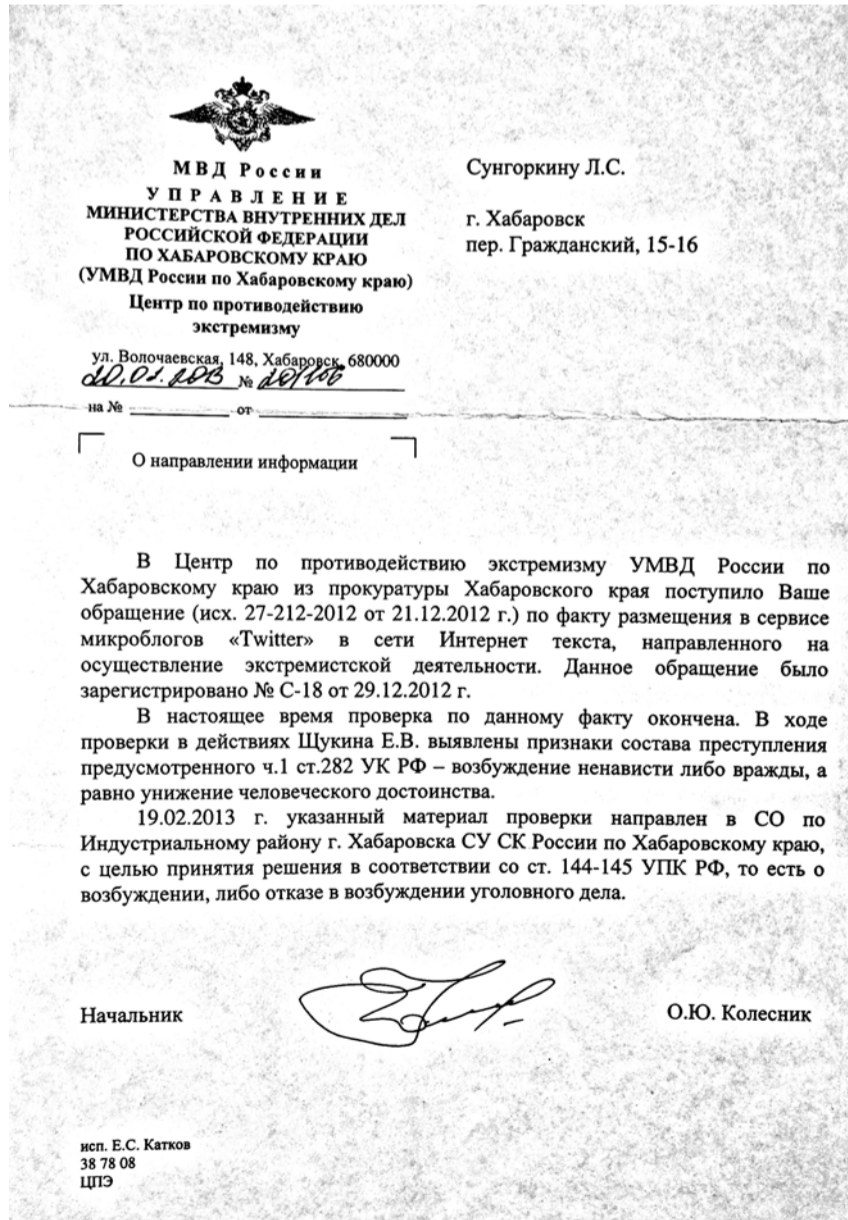 МВД России
УПРАВЛЕНИЕ
МИНИСТЕРСТВА ВНУТРЕННИХ ДЕЛ
РОССИЙСКОЙ ФЕДЕРАЦИИ
ПО ХАБАРОВСКОМУ КРАЮ
(УМВД России по Хабаровскому краю)
Центр по противодействию
экстремизму
ул. Волочаевская, 148, Хабаровск, 680000
№
на № от
О направлении информации
Сунгоркину Л.С.
г. Хабаровск
пер. Гражданский, 15-16
В Центр по противодействию экстремизму УМВД России по
Хабаровскому краю из прокуратуры Хабаровского края поступило Ваше
обращение (исх. 27-212-2012 от 21.12.2012 г.) по факту размещения в сервисе
микроблогов «Twitter» в сети Интернет текста, направленного на
осуществление экстремистской деятельности. Данное обращение было
зарегистрировано № С-18 от 29.12.2012 г.
В настоящее время проверка по данному факту окончена. В ходе
проверки в действиях Щукина Е.В. выявлены признаки состава преступления
предусмотренного ч.1 ст.282 УК РФ – возбуждение ненависти либо вражды, а
равно унижение человеческого достоинства.
19.02.2013 г. указанный материал проверки направлен в СО по
Индустриальному району г. Хабаровска СУ СК России по Хабаровскому краю,
с целью принятия решения в соответствии со ст. 144-145 УПК РФ, то есть о
возбуждении, либо отказе в возбуждении уголовного дела.
Начальник
О.Ю. Колесник
исп. Е.С. Катков
38 78 08
ЦПЭ